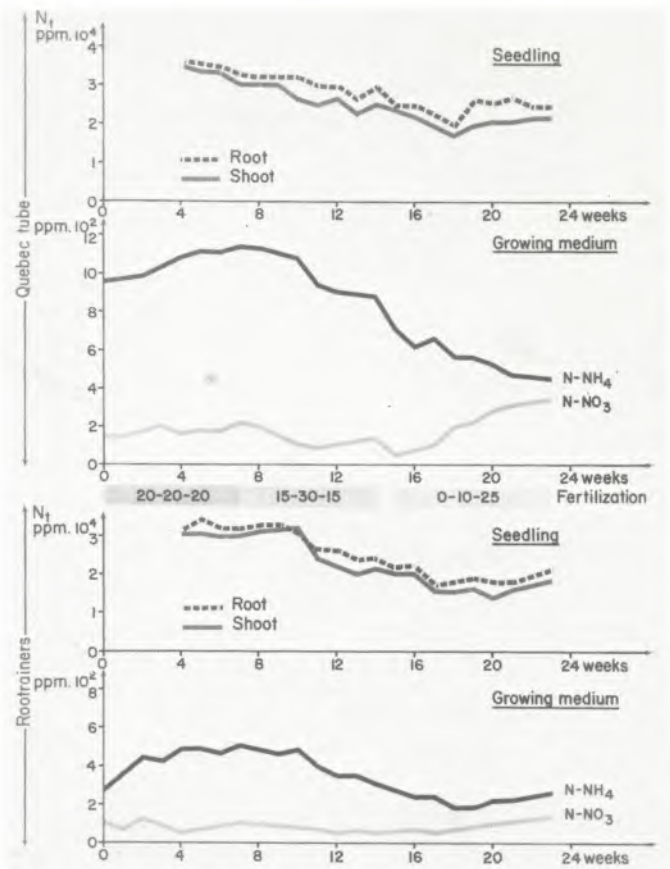 Nt
ppm. 10⁴
4
3
2
1
0
Seedling
Root
Shoot
0 4 8 12 16 20 24 weeks
Quebec tube
ppm. 10²
12
10
8
6
4
2
0
Growing medium
N-NH₄
N-NO₃
0 4 8 12 16 20 24 weeks
20-20-20 15-30-15 0-10-25 Fertilization
Nt
ppm. 10⁴
3
2
1
0
Seedling
Root
Shoot
0 4 8 12 16 20 24 weeks
Rootrainers
ppm. 10²
8
6
4
2
0
Growing medium
N-NH₄
N-NO₃
0 4 8 12 16 20 24 weeks